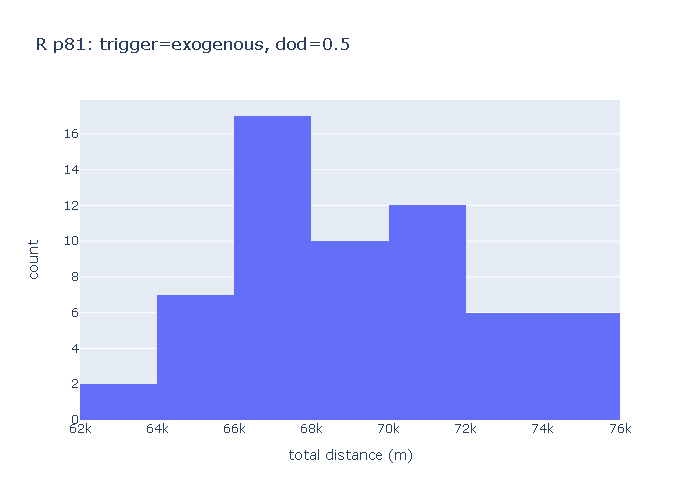 R p81: trigger=exogenous, dod=0.5
16
14
12
10
8
6
4
2
0
count
62k 64k 66k 68k 70k 72k 74k 76k
total distance (m)